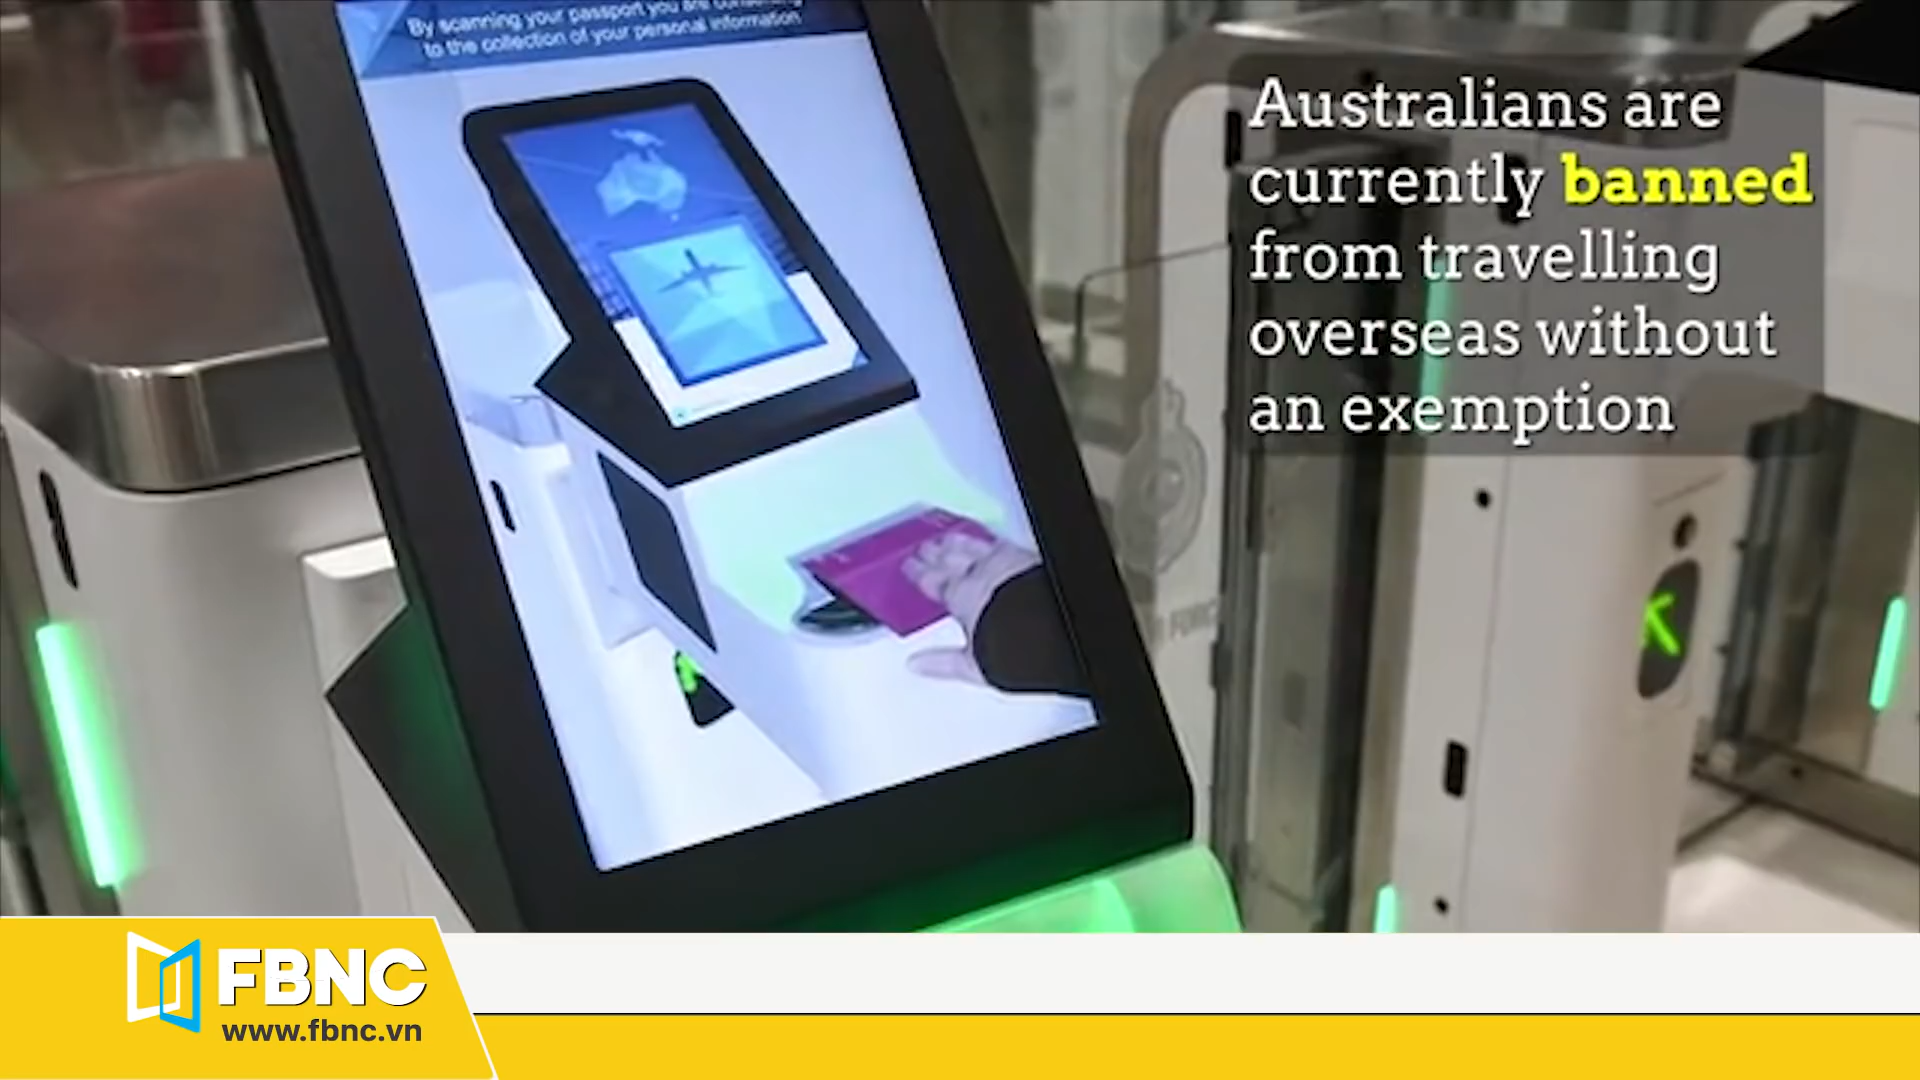 By scanning your passport you are
to the collection of your personal information
Australians are
currently banned
from travelling
overseas without
an exemption
FBNC
www.fbnc.vn